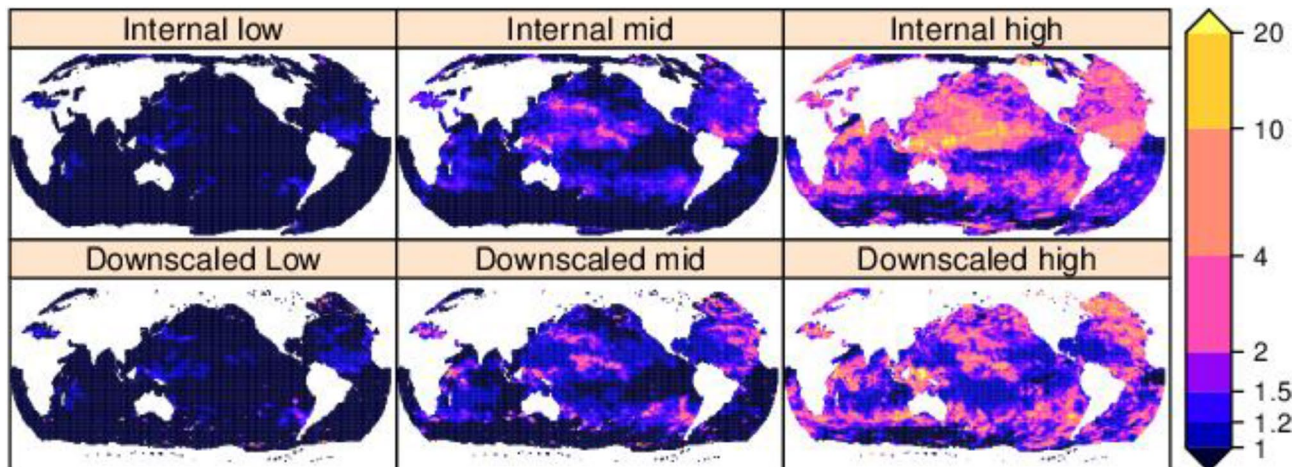 Internal low
Internal mid
Internal high
Downscaled Low
Downscaled mid
Downscaled high
20
10
4
2
1.5
1.2
1